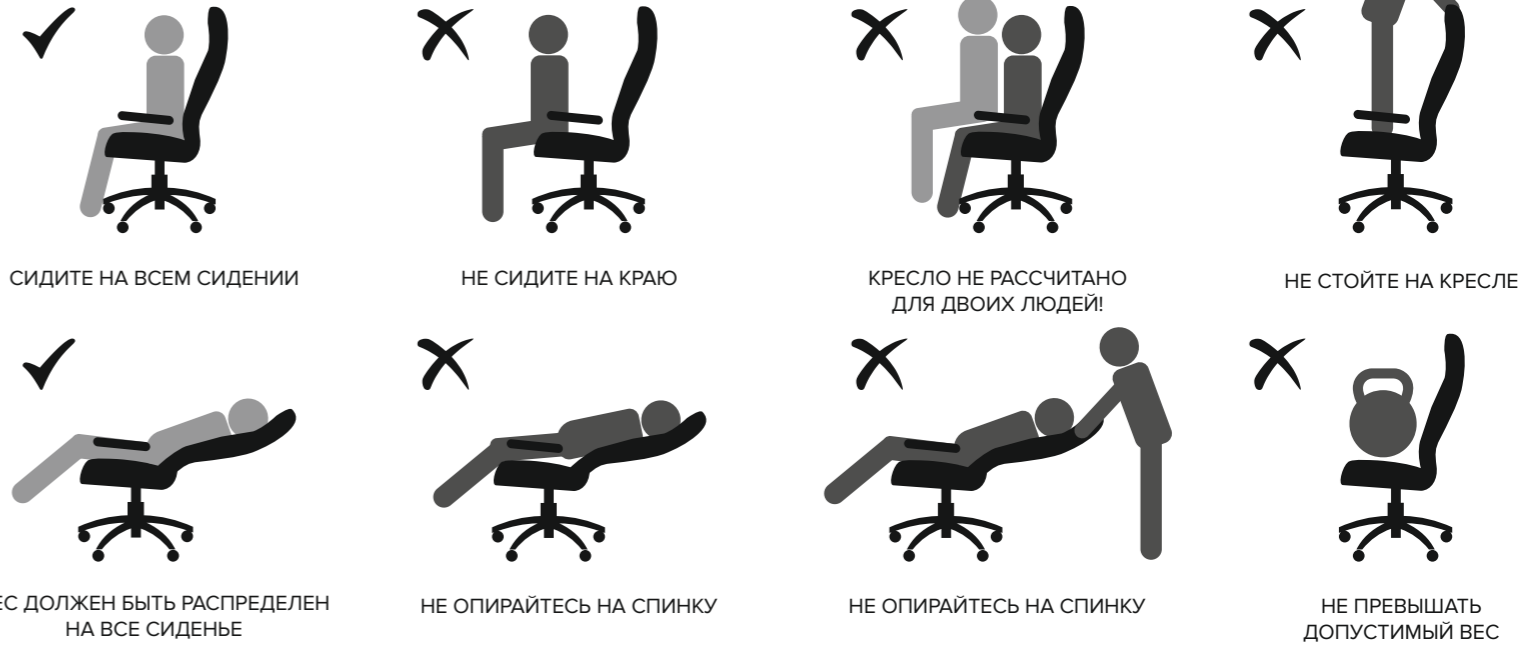 СИДИТЕ НА ВСЕМ СИДЕНИИ
НЕ СИДИТЕ НА КРАЮ
КРЕСЛО НЕ РАССЧИТАНО
ДЛЯ ДВОИХ ЛЮДЕЙ!
НЕ СТОЙТЕ НА КРЕСЛЕ
ЕС ДОЛЖЕН БЫТЬ РАСПРЕДЕЛЕН
НА ВСЕ СИДЕНЬЕ
НЕ ОПИРАЙТЕСЬ НА СПИНКУ
НЕ ОПИРАЙТЕСЬ НА СПИНКУ
НЕ ПРЕВЫШАТЬ
ДОПУСТИМЫЙ ВЕС